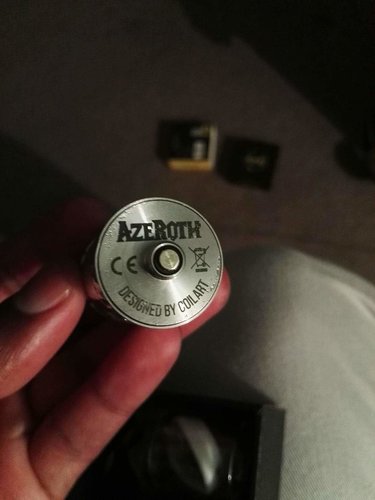 AZEROTH
CE
DESIGNED BY COILART